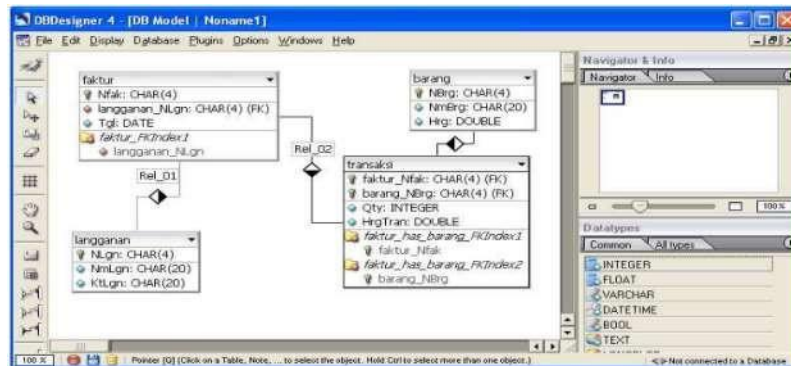 DBDesigner 4 - [DB Model | Noname1]
File Edit Display Database Plugins Options Windows Help
faktur
Nfak: CHAR(4)
langganan_NLgn: CHAR(4) (FK)
Tgl: DATE
faktur_FKIndex1
langganan_NLgn
barang
NBrg: CHAR(4)
NmBrg: CHAR(20)
Hrg: DOUBLE
Rel_02
Rel_01
transaksi
faktur_Nfak: CHAR(4) (FK)
barang_NBrg: CHAR(4) (FK)
Qty: INTEGER
HrgTran: DOUBLE
faktur_has_barang_FKIndex1
faktur_Nfak
faktur_has_barang_FKIndex2
barang_NBrg
langganan
NLgn: CHAR(4)
NmLgn: CHAR(20)
KtLgn: CHAR(20)
Navigator & Info
Navigator Info
100%
Datatypes
Common All types
INTEGER
FLOAT
VARCHAR
DATETIME
BOOL
TEXT
100 % Pointer [Q] (Click on a Table, Note, ... to select the object. Hold Ctrl to select more than one object.) Not connected to a Database